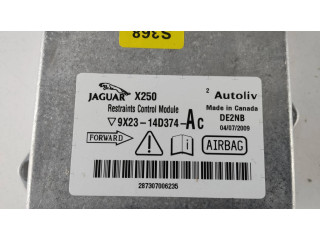 S368
JAGUAR X250
2 Autoliv
Restraints Control Module
Made in Canada
9X23-14D374-Ac
DE2NB
04/07/2009
FORWARD
AIRBAG
287307006235